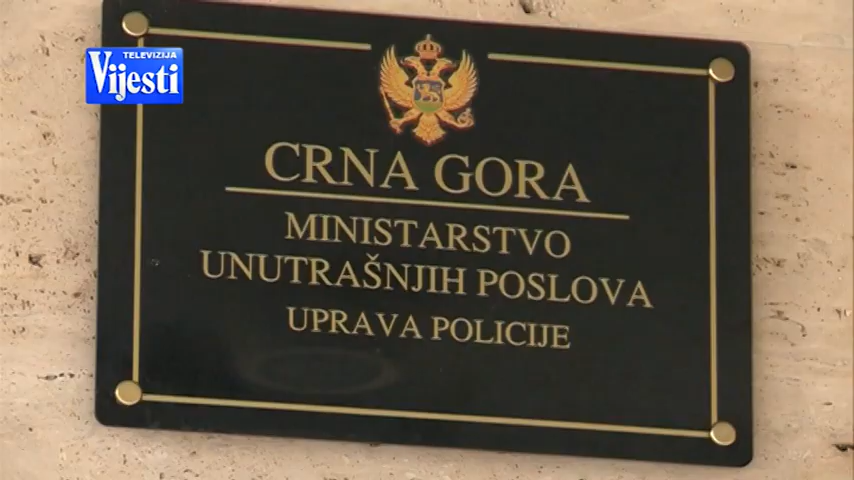 TELEVIZIJA
Vijesti
CRNA GORA
MINISTARSTVO
UNUTRAŠNJIH POSLOVA
UPRAVA POLICIJE